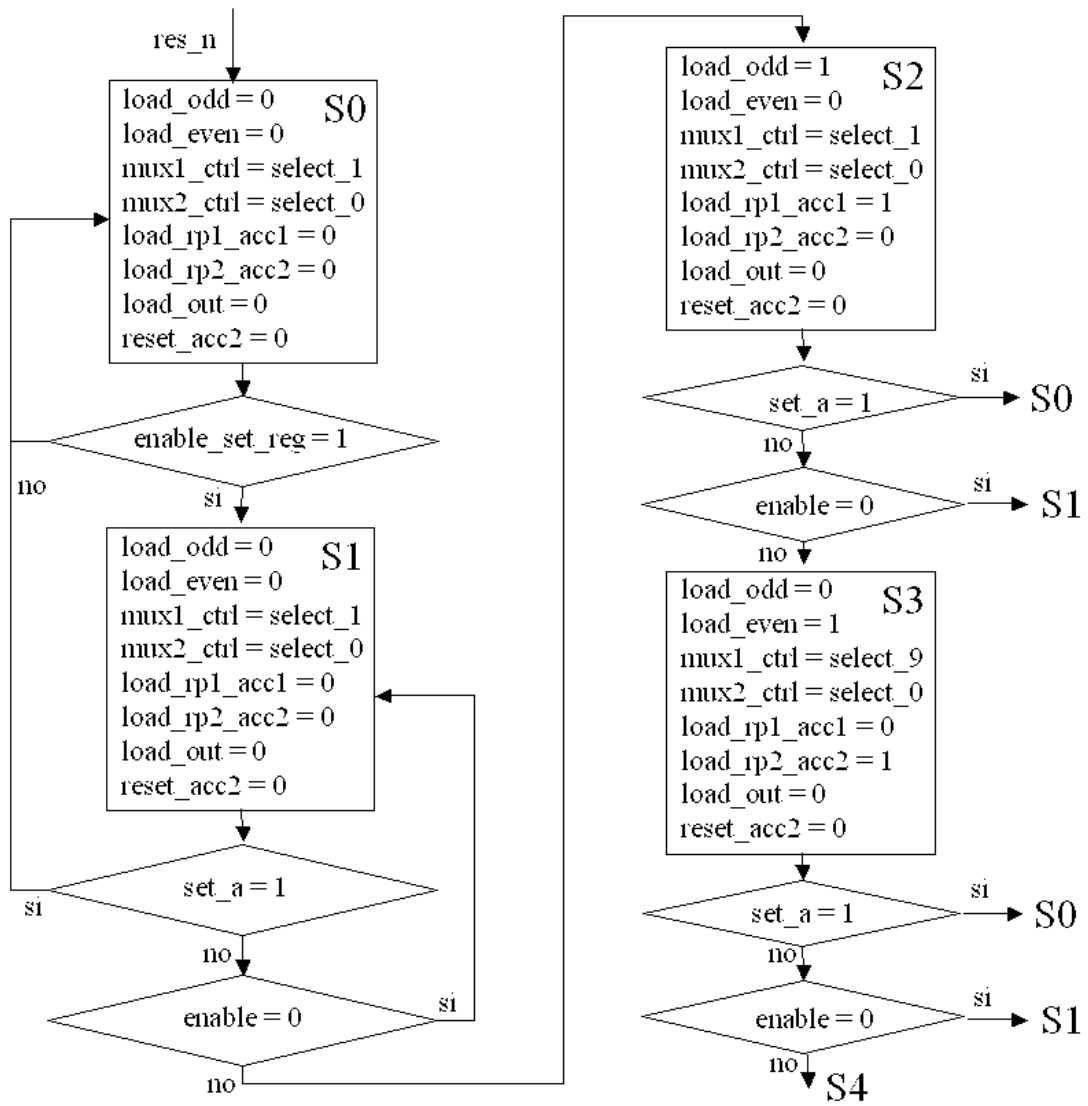 res_n
S0
load_odd = 0
load_even = 0
mux1_ctrl = select_1
mux2_ctrl = select_0
load_rp1_acc1 = 0
load_rp2_acc2 = 0
load_out = 0
reset_acc2 = 0
enable_set_reg = 1
no
si
S1
load_odd = 0
load_even = 0
mux1_ctrl = select_1
mux2_ctrl = select_0
load_rp1_acc1 = 0
load_rp2_acc2 = 0
load_out = 0
reset_acc2 = 0
set_a = 1
si
no
enable = 0
si
no
S2
load_odd = 1
load_even = 0
mux1_ctrl = select_1
mux2_ctrl = select_0
load_rp1_acc1 = 1
load_rp2_acc2 = 0
load_out = 0
reset_acc2 = 0
set_a = 1
si
S0
no
enable = 0
si
S1
no
S3
load_odd = 0
load_even = 1
mux1_ctrl = select_9
mux2_ctrl = select_0
load_rp1_acc1 = 0
load_rp2_acc2 = 1
load_out = 0
reset_acc2 = 0
set_a = 1
si
S0
no
enable = 0
si
S1
no
S4